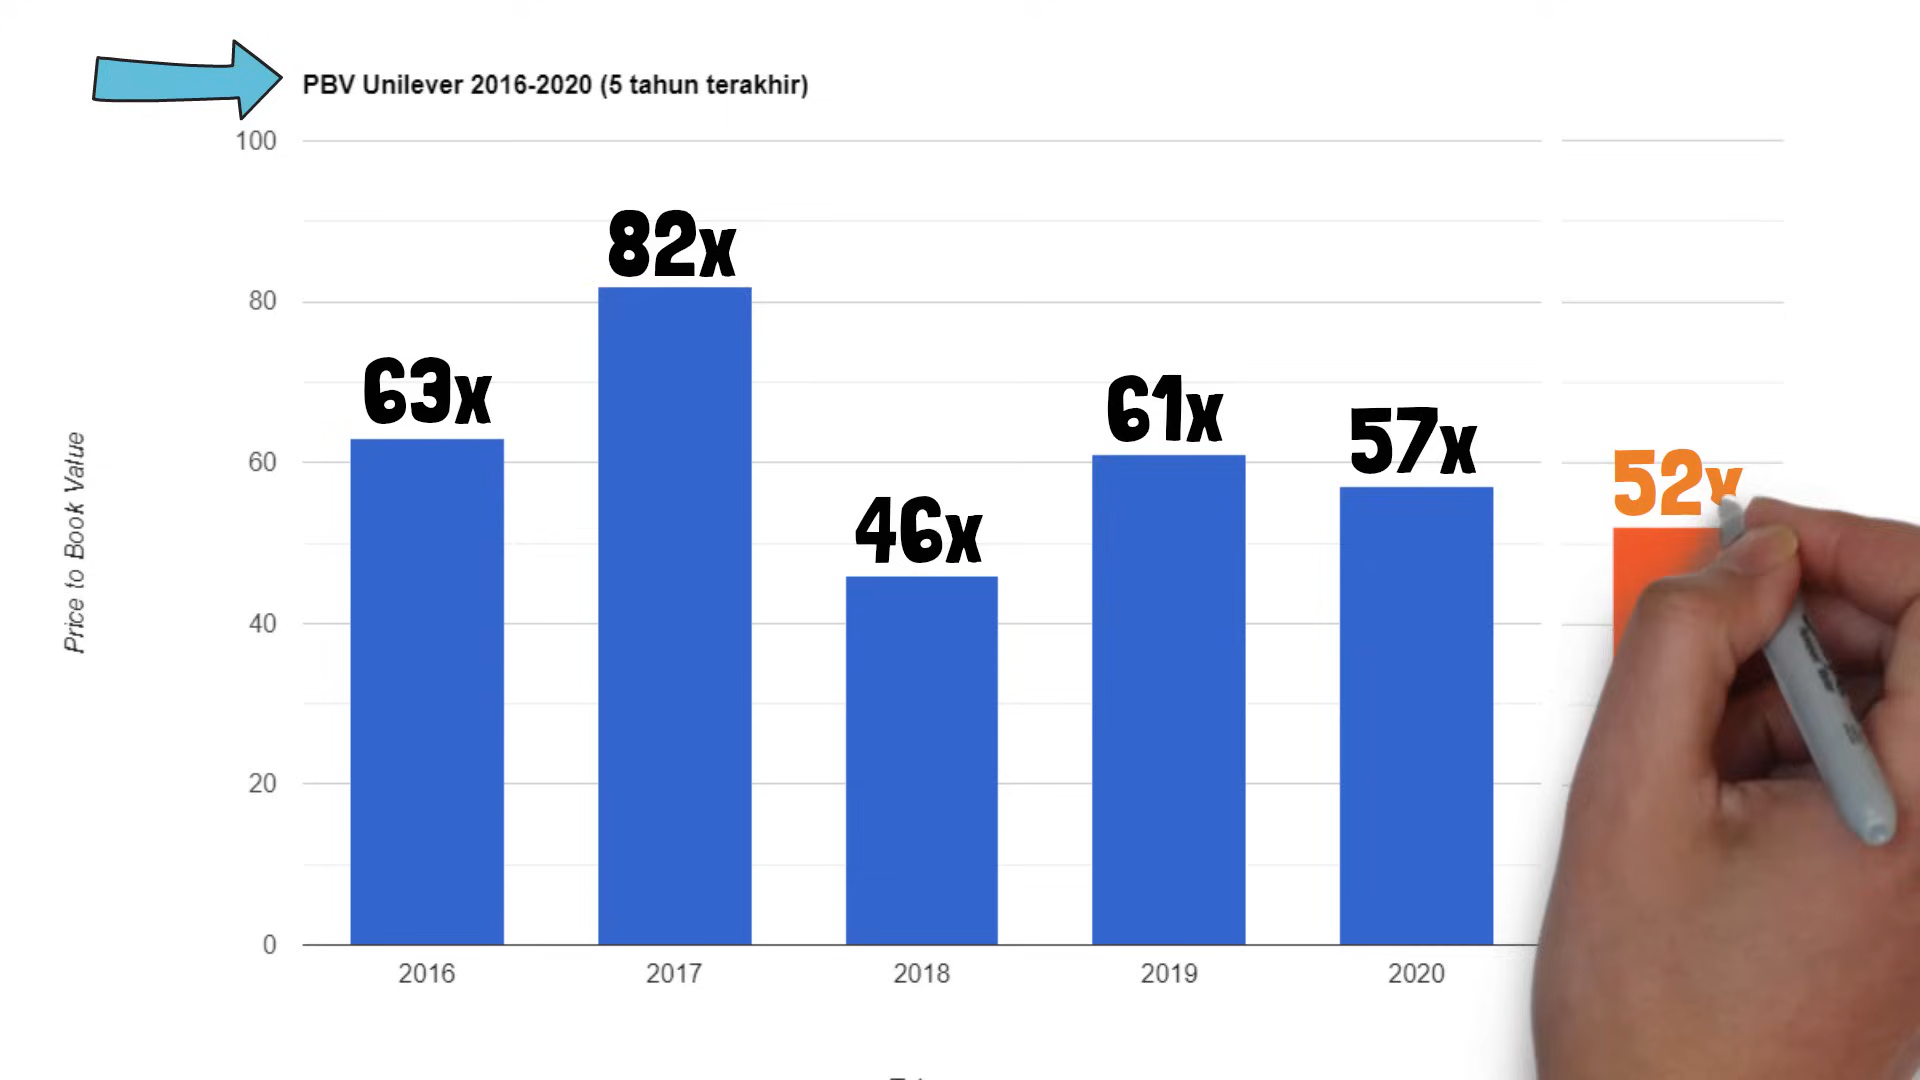 PBV Unilever 2016-2020 (5 tahun terakhir)
100
80
60
40
20
0
Price to Book Value
63x
82x
46x
61x
57x
52x
2016
2017
2018
2019
2020